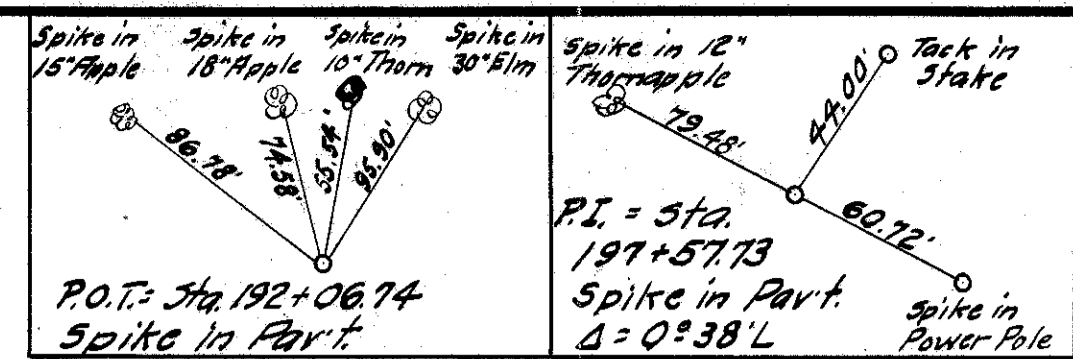 Spike in
15" Apple
Spike in
18" Apple
Spike in
10" Thorn
Spike in
30" Elm
86.78'
74.58'
55.54'
95.90'
P.O.T. = Sta. 192+06.74
Spike in Pav't.
Spike in 12"
Thornapple
Tack in
Stake
79.48'
44.00'
60.72'
P.I. = Sta.
197+57.73
Spike in Pav't.
Δ = 0°38'L
Spike in
Power Pole